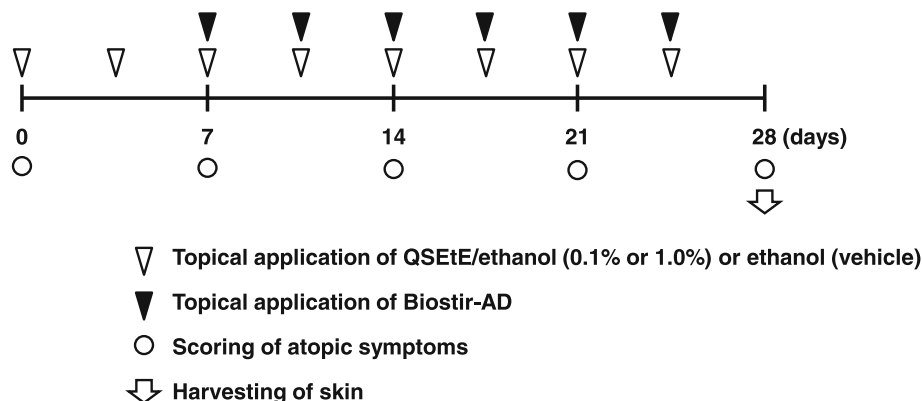 0 7 14 21 28 (days)
Topical application of QSEtE/ethanol (0.1% or 1.0%) or ethanol (vehicle)
Topical application of Biostir-AD
Scoring of atopic symptoms
Harvesting of skin